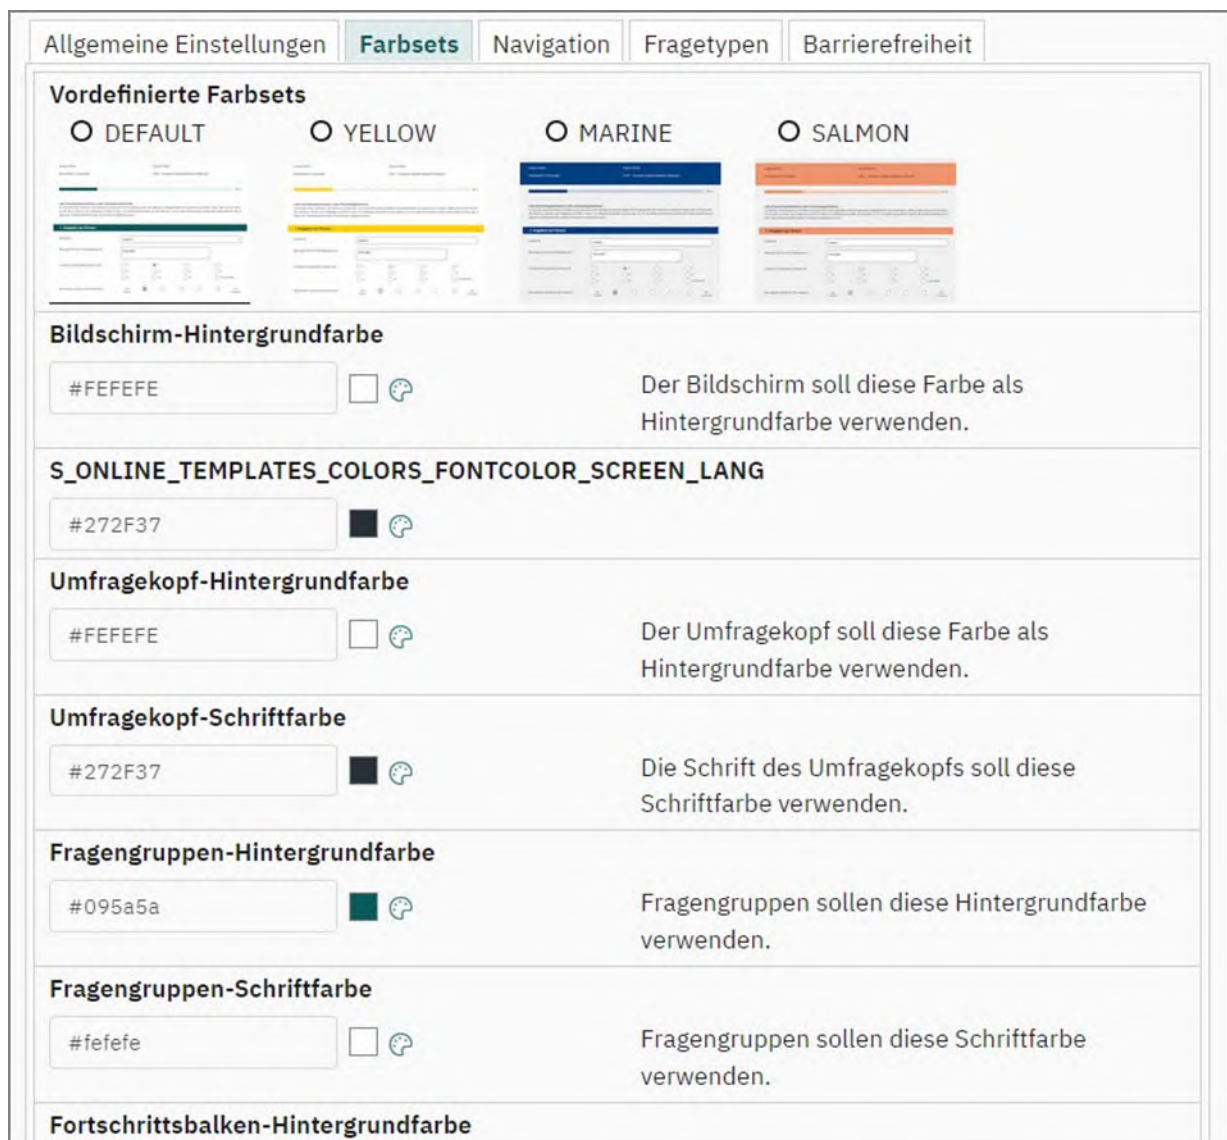 Allgemeine Einstellungen Farbsets Navigation Fragetypen Barrierefreiheit
Vordefinierte Farbsets
DEFAULT YELLOW MARINE SALMON
Bildschirm-Hintergrundfarbe
#FEFEFE
Der Bildschirm soll diese Farbe als
Hintergrundfarbe verwenden.
S_ONLINE_TEMPLATES_COLORS_FONTCOLOR_SCREEN_LANG
#272F37
Umfragekopf-Hintergrundfarbe
#FEFEFE
Der Umfragekopf soll diese Farbe als
Hintergrundfarbe verwenden.
Umfragekopf-Schriftfarbe
#272F37
Die Schrift des Umfragekopfs soll diese
Schriftfarbe verwenden.
Fragengruppen-Hintergrundfarbe
#095a5a
Fragengruppen sollen diese Hintergrundfarbe
verwenden.
Fragengruppen-Schriftfarbe
#fefefe
Fragengruppen sollen diese Schriftfarbe
verwenden.
Fortschrittsbalken-Hintergrundfarbe